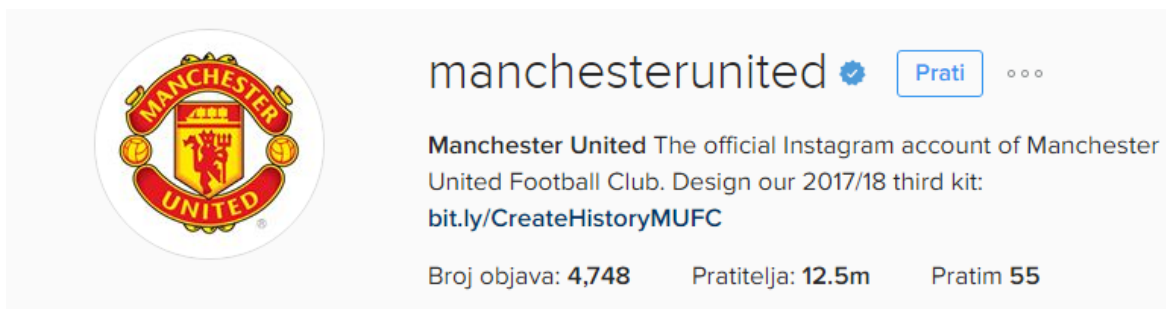 MANCHESTER
UNITED
®
manchesterunited Prati
Manchester United The official Instagram account of Manchester
United Football Club. Design our 2017/18 third kit:
bit.ly/CreateHistoryMUFC
Broj objava: 4,748 Pratitelja: 12.5m Pratim 55